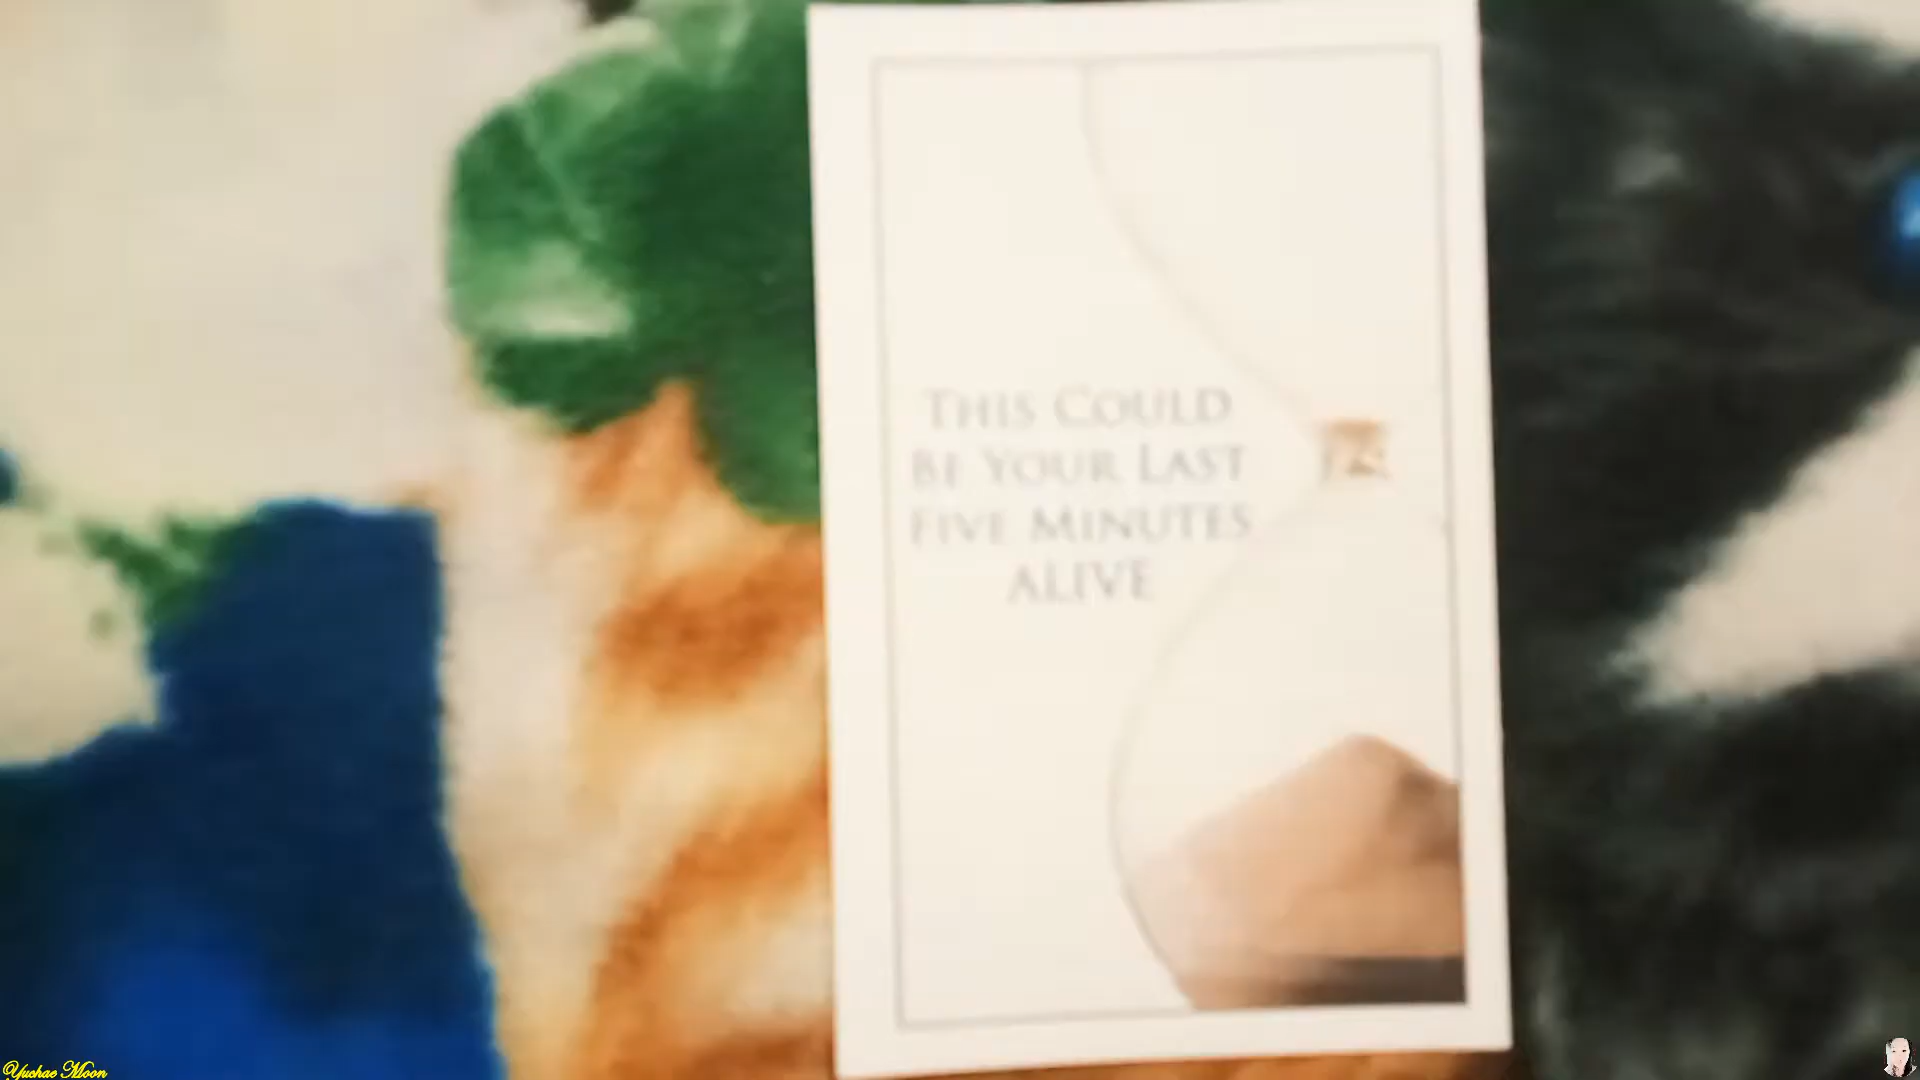 THIS COULD
BE YOUR LAST
FIVE MINUTES
ALIVE
Yuchae Moon